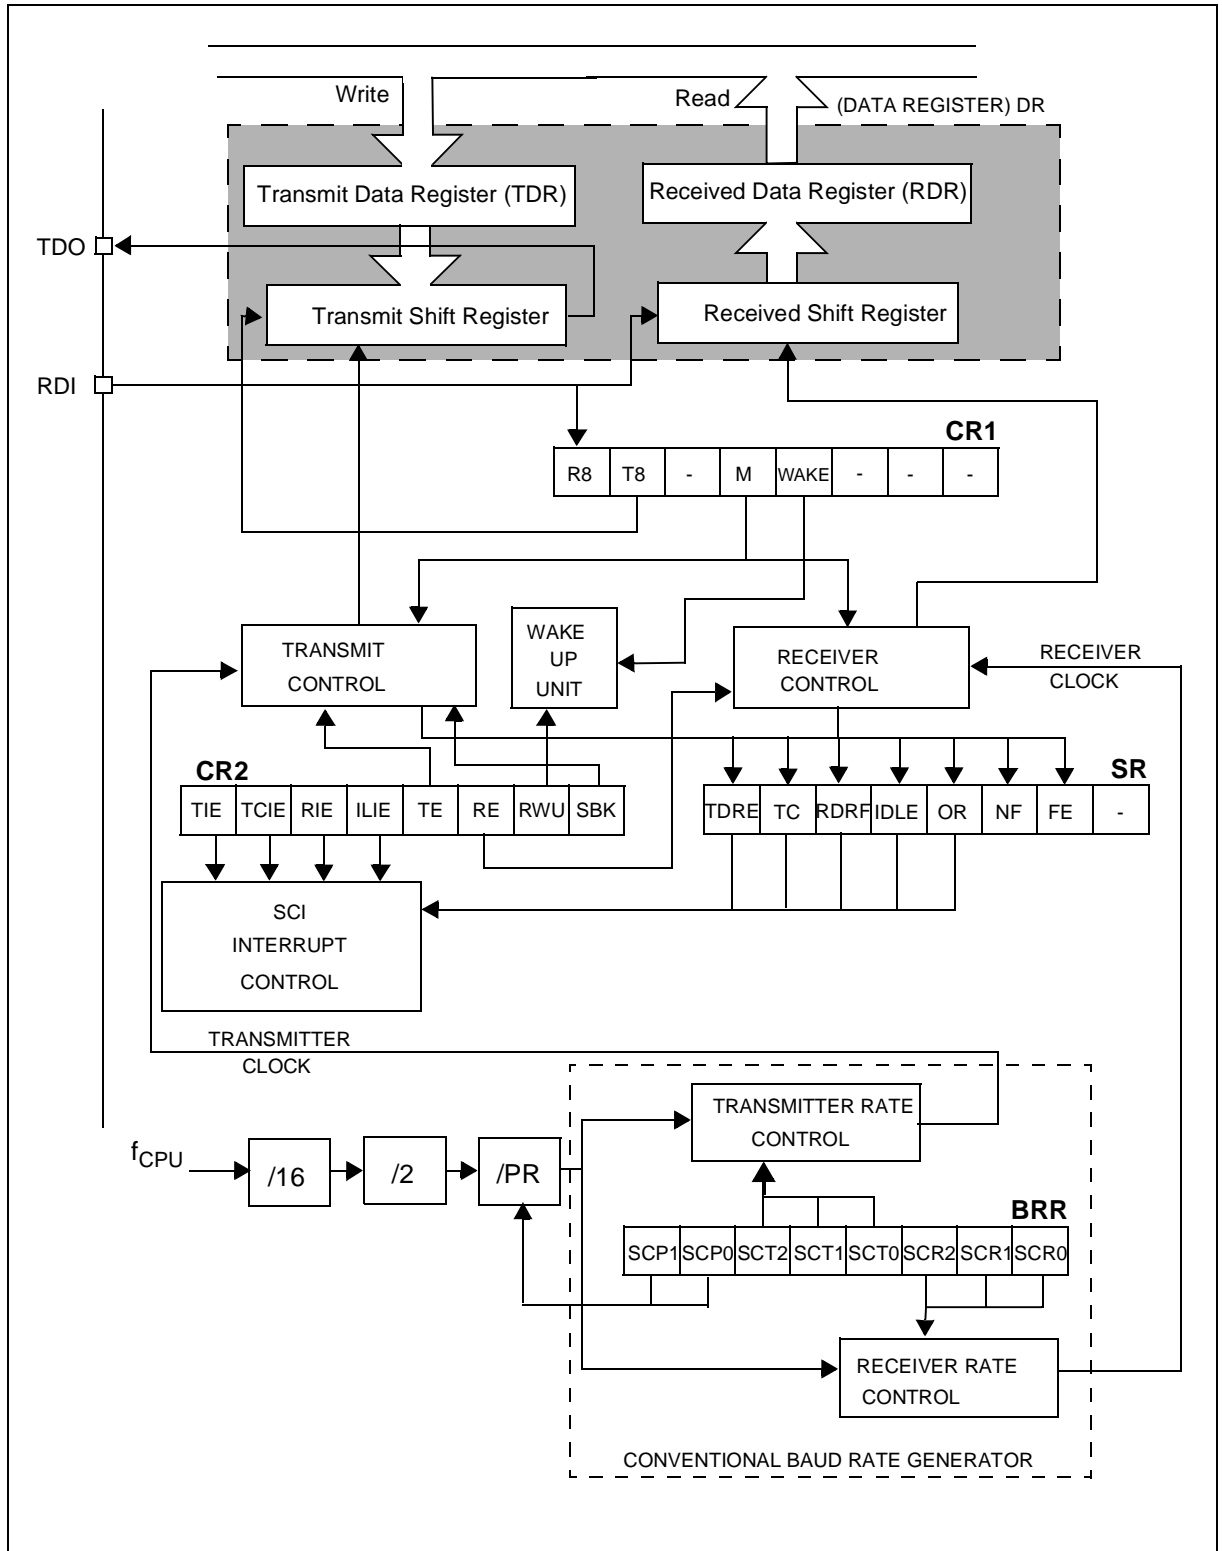 Write
Read
(DATA REGISTER) DR
Transmit Data Register (TDR)
Received Data Register (RDR)
TDO
Transmit Shift Register
Received Shift Register
RDI
CR1
R8 T8 - M WAKE - - -
TRANSMIT
CONTROL
WAKE
UP
UNIT
RECEIVER
CONTROL
RECEIVER
CLOCK
CR2
TIE TCIE RIE ILIE TE RE RWU SBK
SR
TDRE TC RDRF IDLE OR NF FE -
SCI
INTERRUPT
CONTROL
TRANSMITTER
CLOCK
TRANSMITTER RATE
CONTROL
fCPU
/16
/2
/PR
BRR
SCP1 SCP0 SCT2 SCT1 SCT0 SCR2 SCR1 SCR0
RECEIVER RATE
CONTROL
CONVENTIONAL BAUD RATE GENERATOR